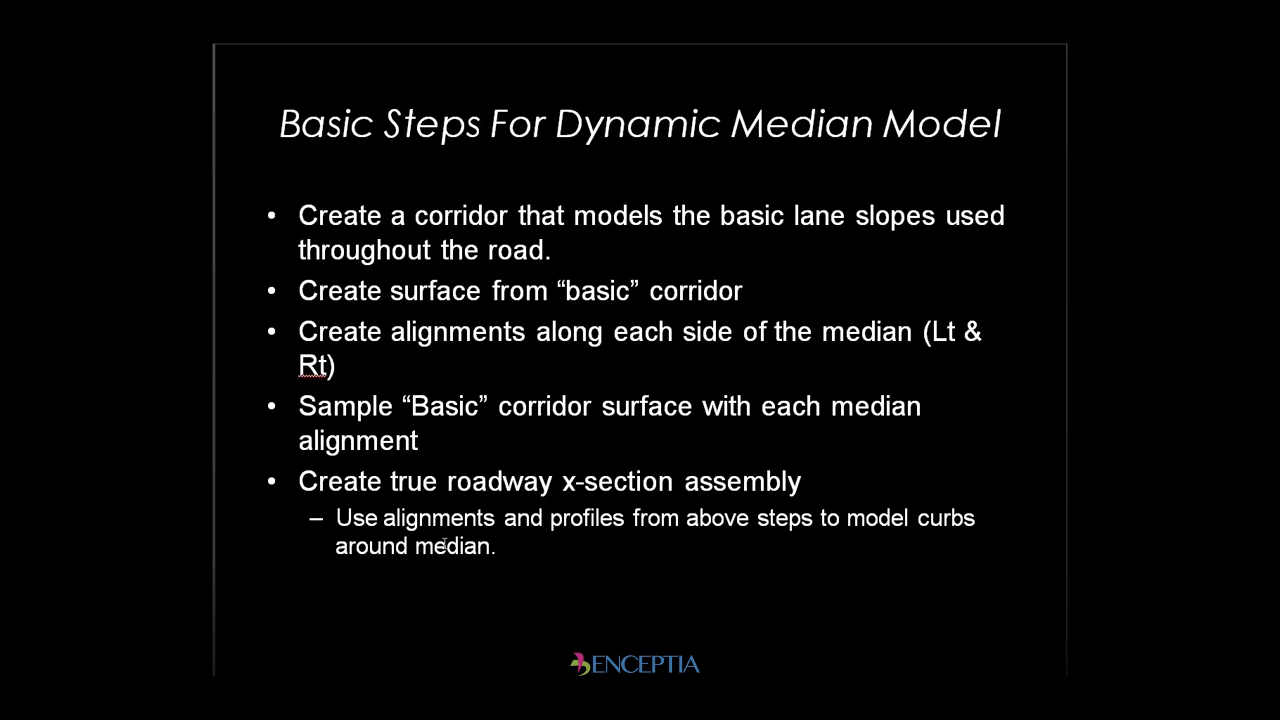 Basic Steps For Dynamic Median Model
• Create a corridor that models the basic lane slopes used
throughout the road.
• Create surface from “basic” corridor
• Create alignments along each side of the median (Lt &
Rt)
• Sample “Basic” corridor surface with each median
alignment
• Create true roadway x-section assembly
– Use alignments and profiles from above steps to model curbs
around median.
ENCEPTIA